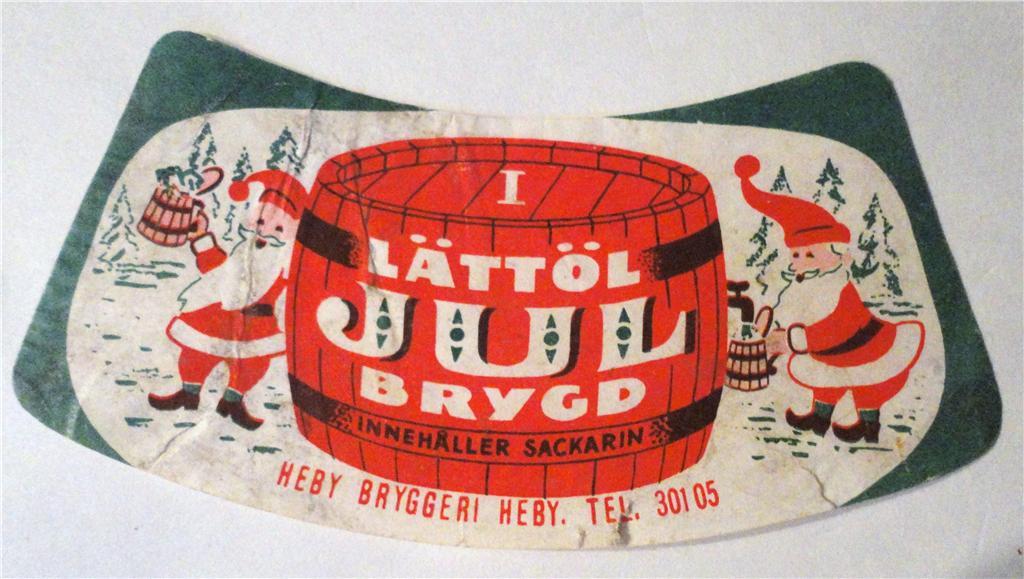 I
LÄTTÖL
JUL
BRYGD
INNEHÅLLER SACKARIN
HEBY BRYGGERI HEBY. TEL. 301 05